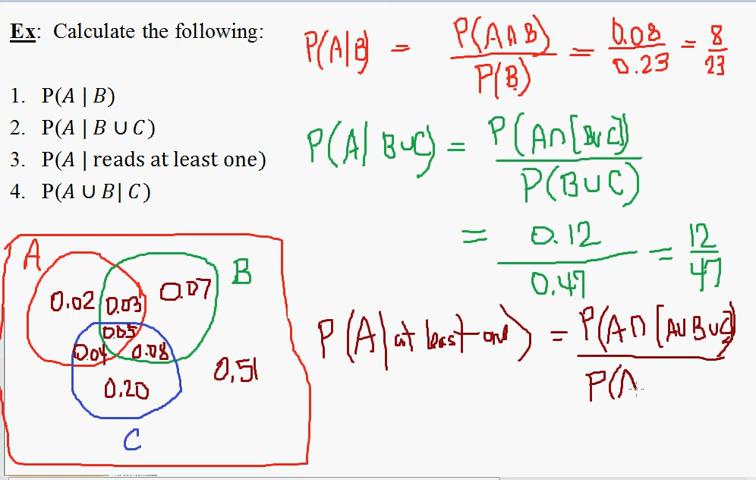 Ex: Calculate the following:
1. P(A | B)
2. P(A | B ∪ C)
3. P(A | reads at least one)
4. P(A ∪ B| C)
P(A|B) = P(A∩B) / P(B) = 0.08 / 0.23 = 8 / 23
P(A| B∪C) = P(A∩[B∪C]) / P(B∪C)
= 0.12 / 0.47 = 12 / 47
P(A|at least one) = P(A∩[A∪B∪C]) / P(A
A
B
0.02 0.03 0.07
0.05
0.04 0.08
0.20
0.51
C